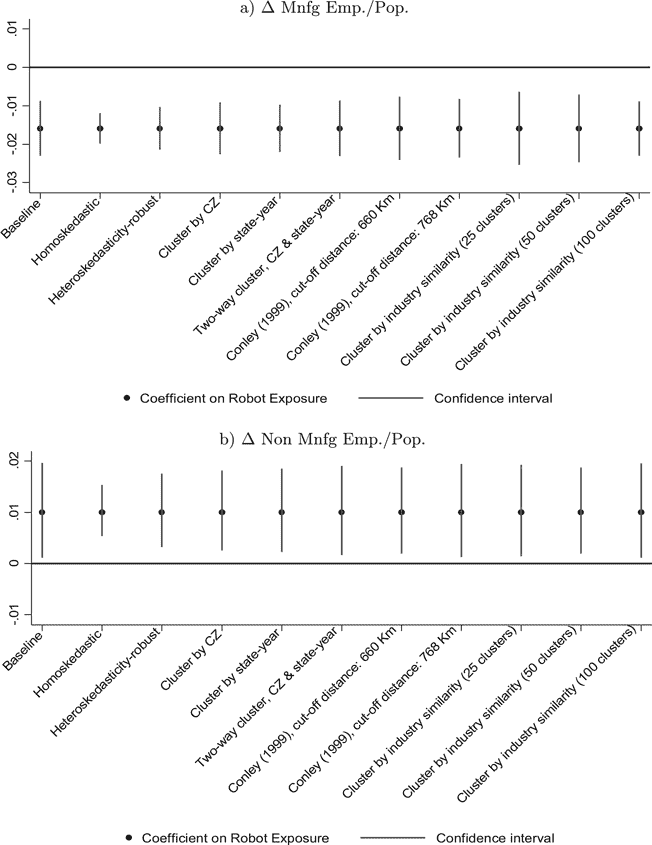 a) Δ Mnfg Emp./Pop.
.01
0
-.01
-.02
-.03
Baseline
Homoskedastic
Heteroskedasticity-robust
Cluster by CZ
Cluster by state-year
Two-way cluster, CZ & state-year
Conley (1999), cut-off distance: 660 Km
Conley (1999), cut-off distance: 768 Km
Cluster by industry similarity (25 clusters)
Cluster by industry similarity (50 clusters)
Cluster by industry similarity (100 clusters)
Coefficient on Robot Exposure
Confidence interval
b) Δ Non Mnfg Emp./Pop.
.02
.01
0
-.01
Baseline
Homoskedastic
Heteroskedasticity-robust
Cluster by CZ
Cluster by state-year
Two-way cluster, CZ & state-year
Conley (1999), cut-off distance: 660 Km
Conley (1999), cut-off distance: 768 Km
Cluster by industry similarity (25 clusters)
Cluster by industry similarity (50 clusters)
Cluster by industry similarity (100 clusters)
Coefficient on Robot Exposure
Confidence interval